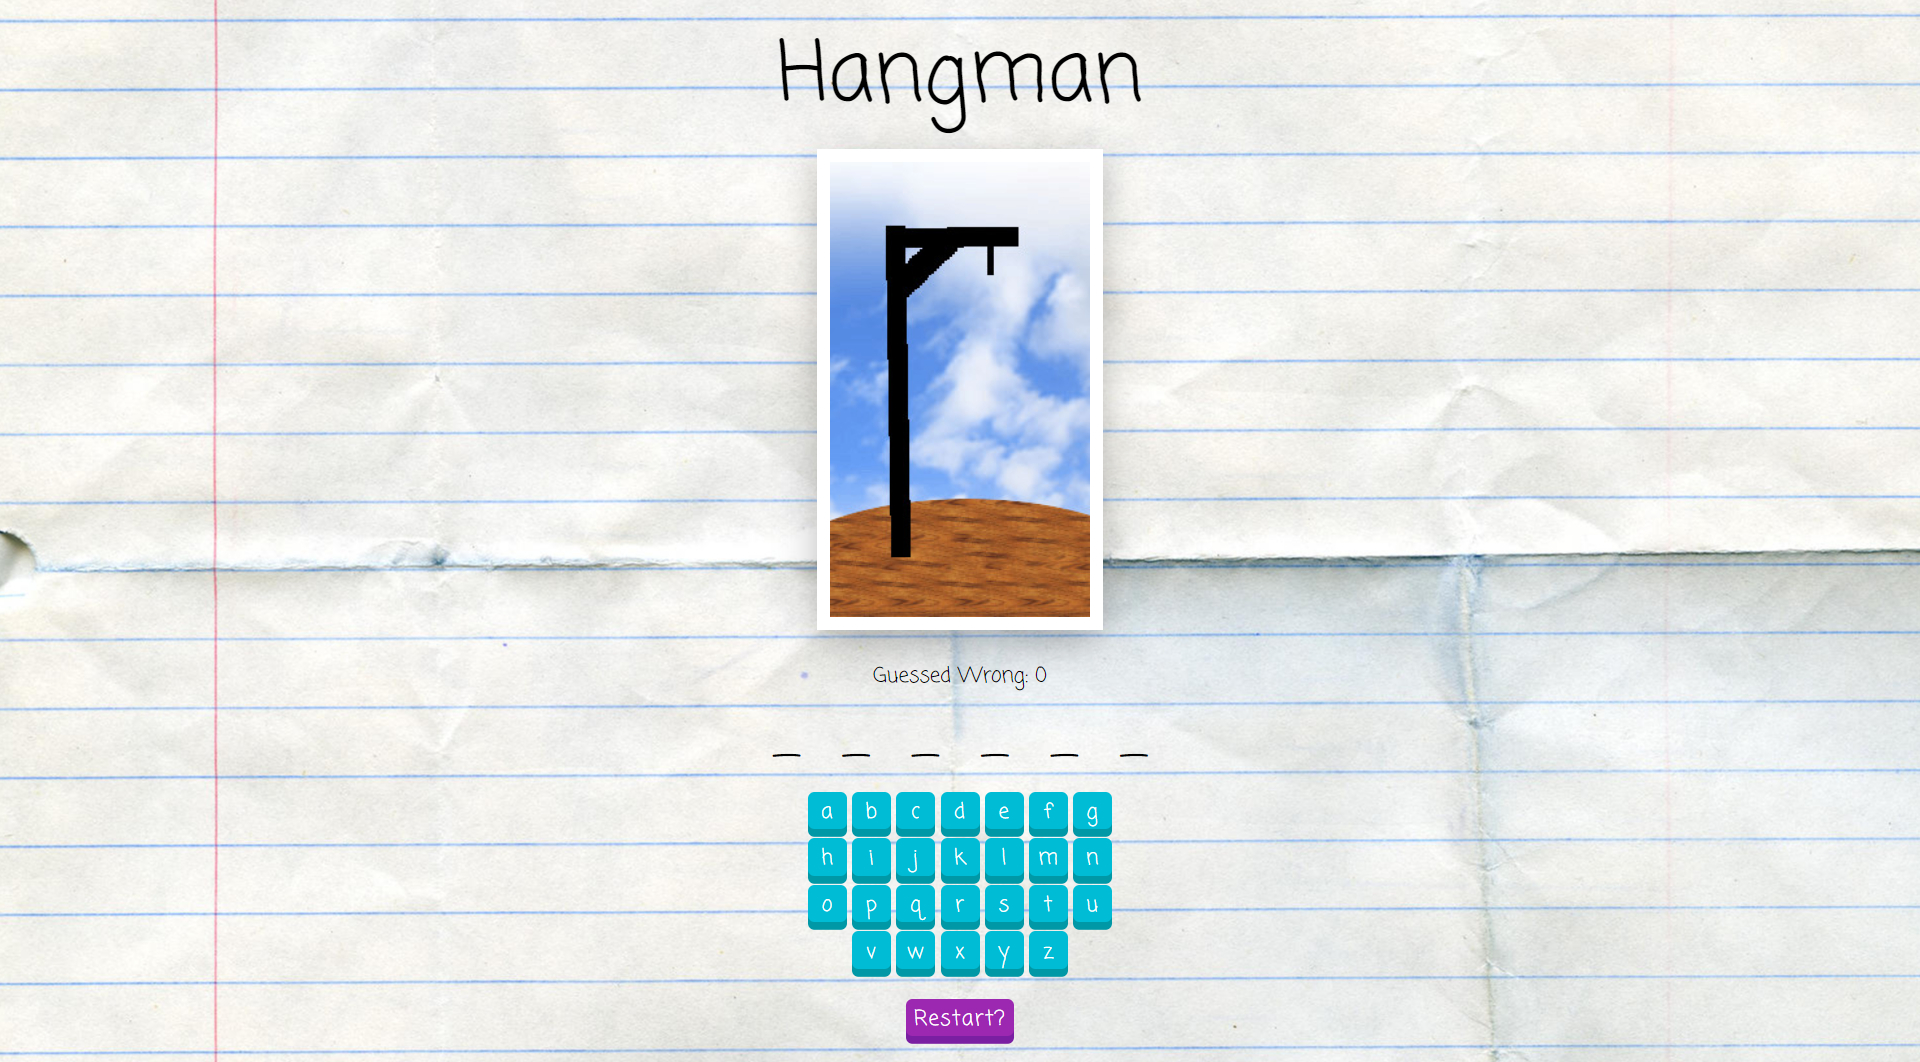 Hangman
Guessed Wrong: 0
_ _ _ _ _ _
a b c d e f g
h i j k l m n
o p q r s t u
v w x y z
Restart?